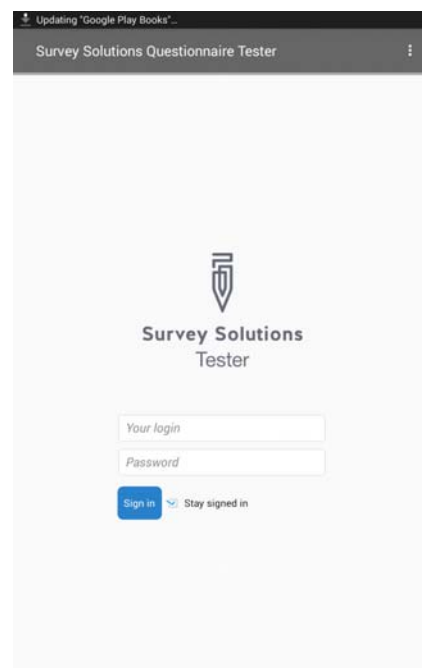 Updating "Google Play Books"...
Survey Solutions Questionnaire Tester
Survey Solutions
Tester
Your login
Password
Sign in Stay signed in